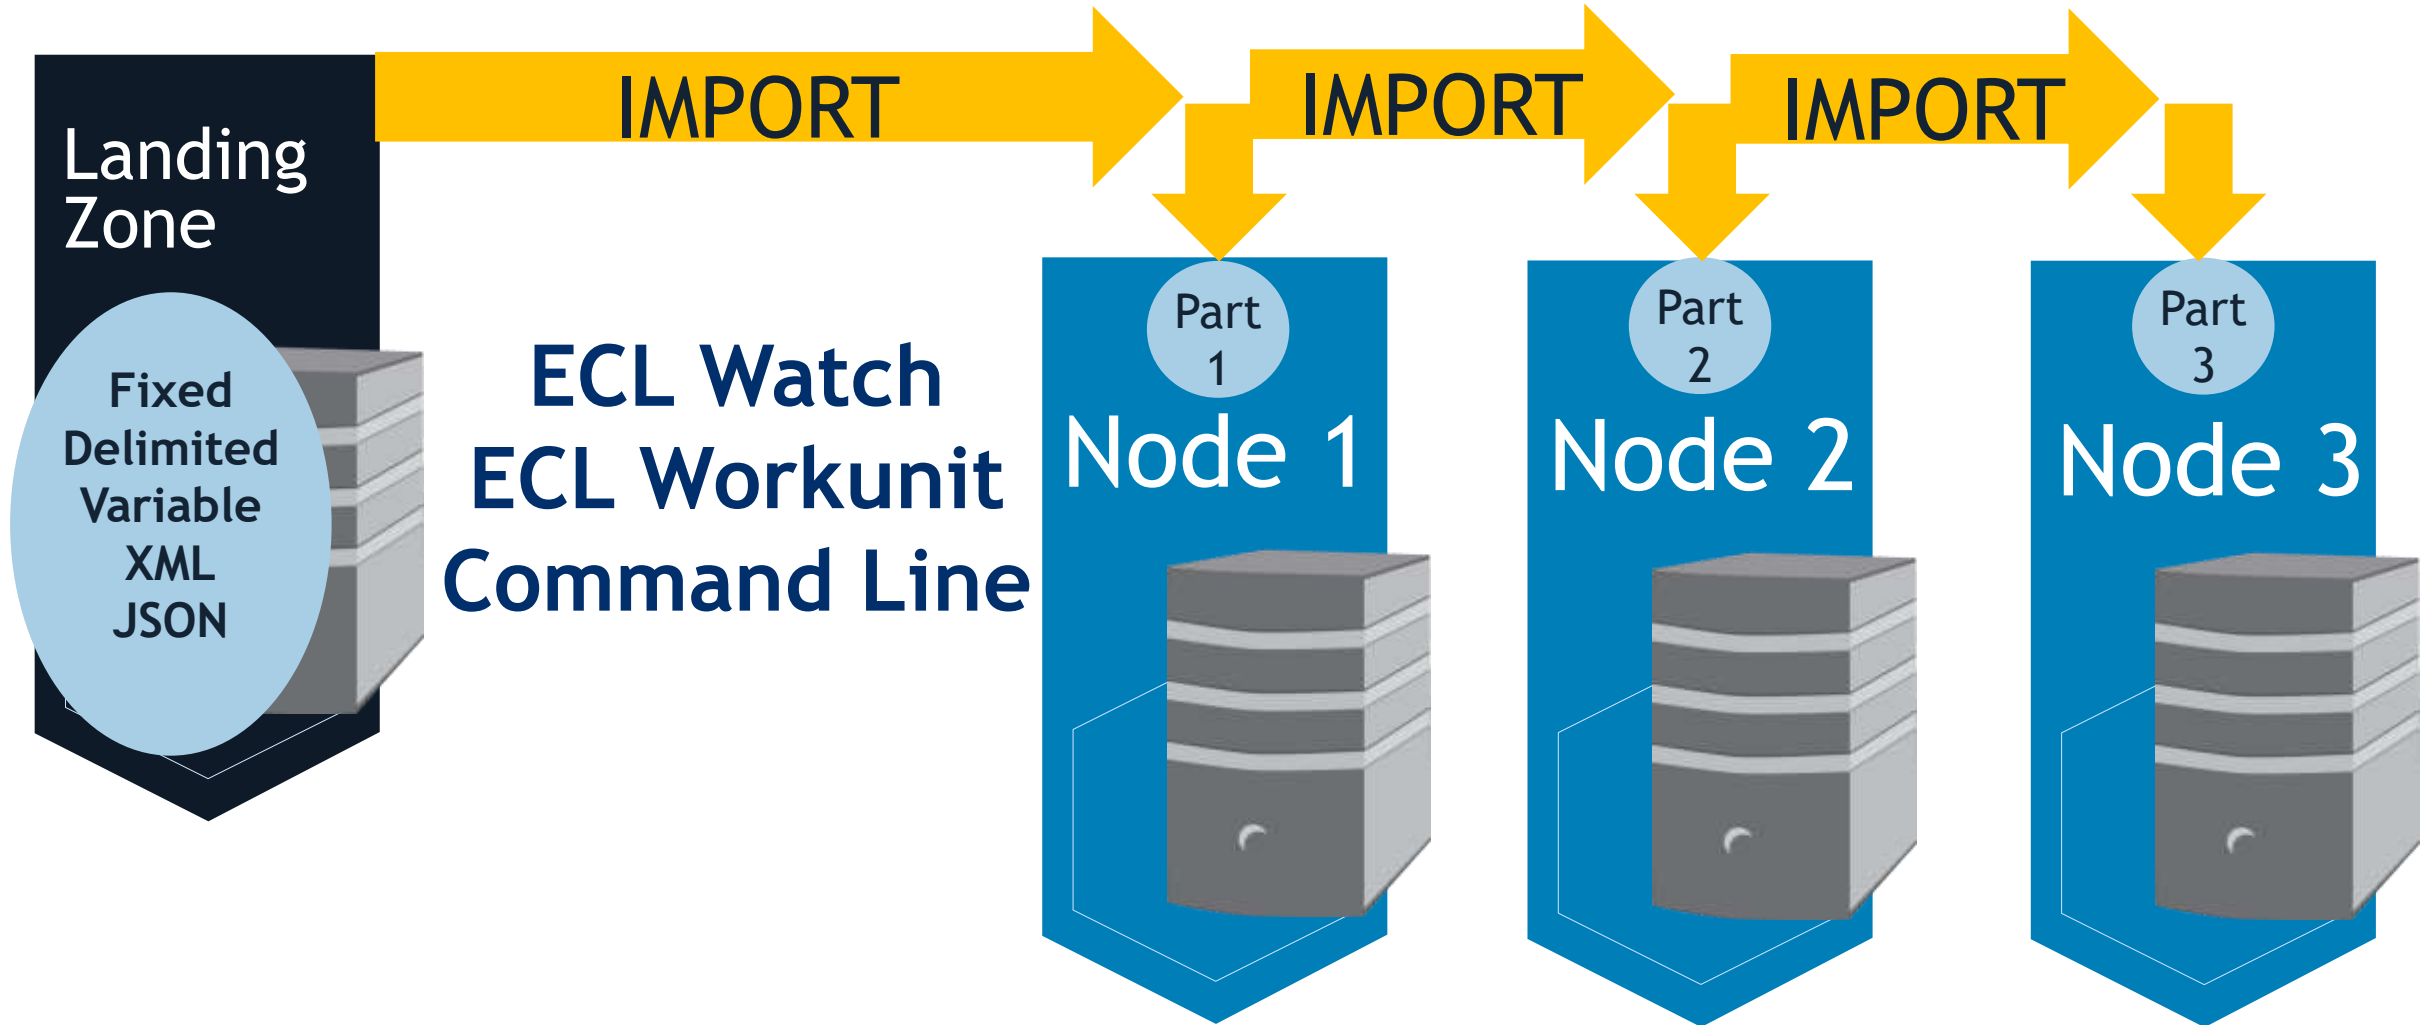 IMPORT
IMPORT
IMPORT
Landing
Zone
Fixed
Delimited
Variable
XML
JSON
ECL Watch
ECL Workunit
Command Line
Part
1
Node 1
Part
2
Node 2
Part
3
Node 3